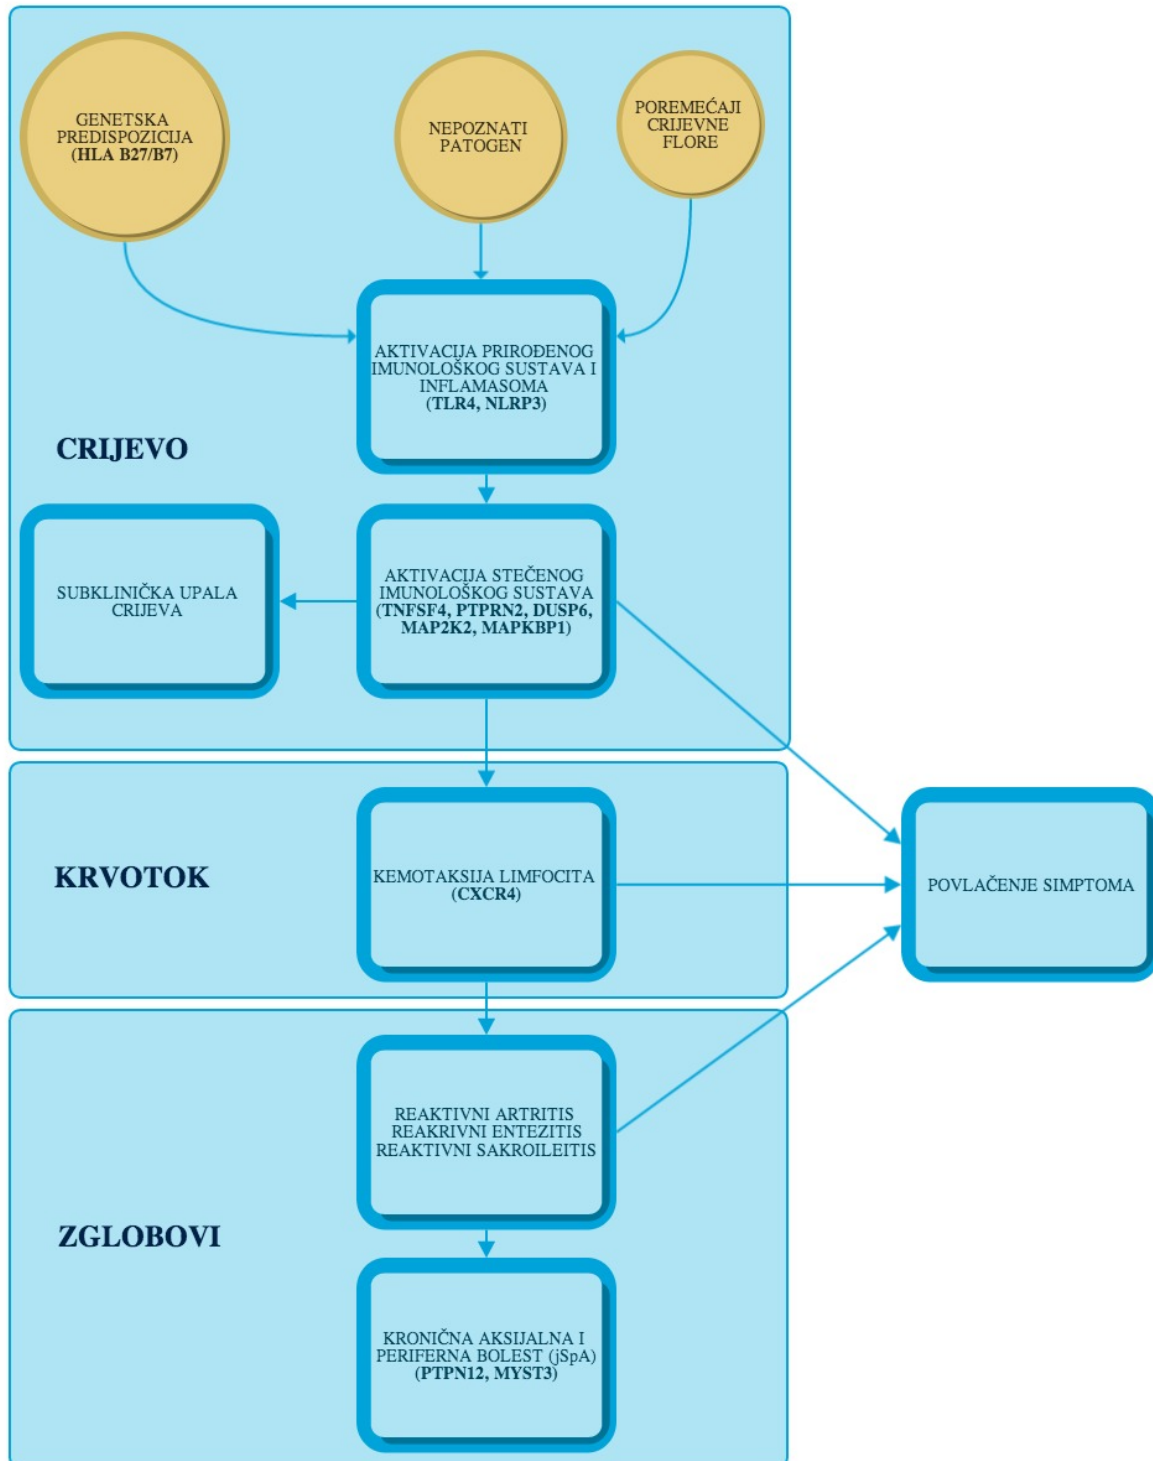 GENETSKA
PREDISPOZICIJA
(HLA B27/B7)
NEPOZNATI
PATOGEN
POREMEĆAJI
CRIJEVNE
FLORE
AKTIVACIJA PRIROĐENOG
IMUNOLOŠKOG SUSTAVA I
INFLAMASOMA
(TLR4, NLRP3)
CRIJEVO
SUBKLINIČKA UPALA
CRIJEVA
AKTIVACIJA STEČENOG
IMUNOLOŠKOG SUSTAVA
(TNFSF4, PTPRN2, DUSP6,
MAP2K2, MAPKBP1)
KRVOTOK
KEMOTAKSIJA LIMFOCITA
(CXCR4)
POVLAČENJE SIMPTOMA
REAKTIVNI ARTRITIS
REAKRIVNI ENTEZITIS
REAKTIVNI SAKROILEITIS
ZGLOBOVI
KRONIČNA AKSIJALNA I
PERIFERNA BOLEST (jSpA)
(PTPN12, MYST3)